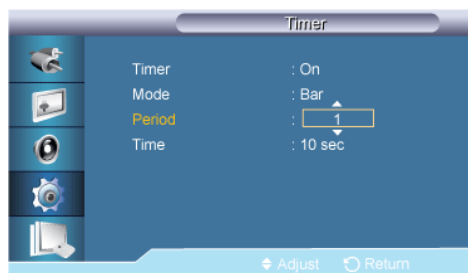 Timer
Timer : On
Mode : Bar
Period : 1
Time : 10 sec
Adjust Return